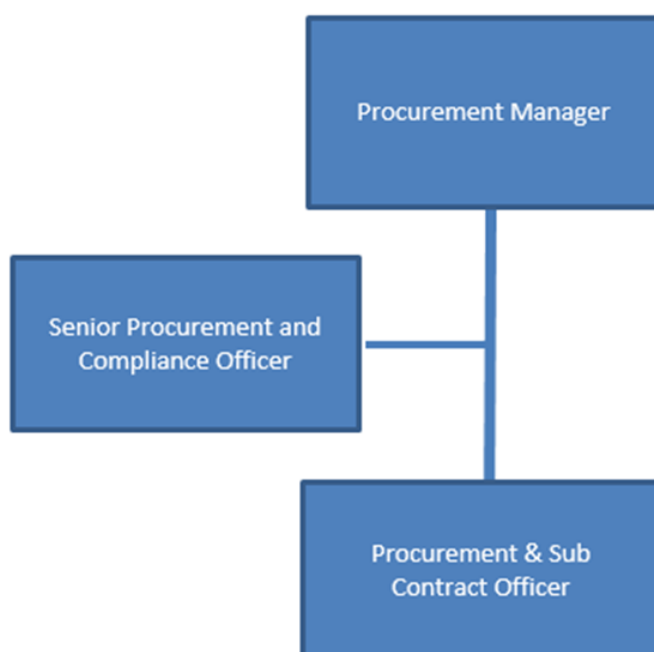 Procurement Manager
Senior Procurement and
Compliance Officer
Procurement & Sub
Contract Officer